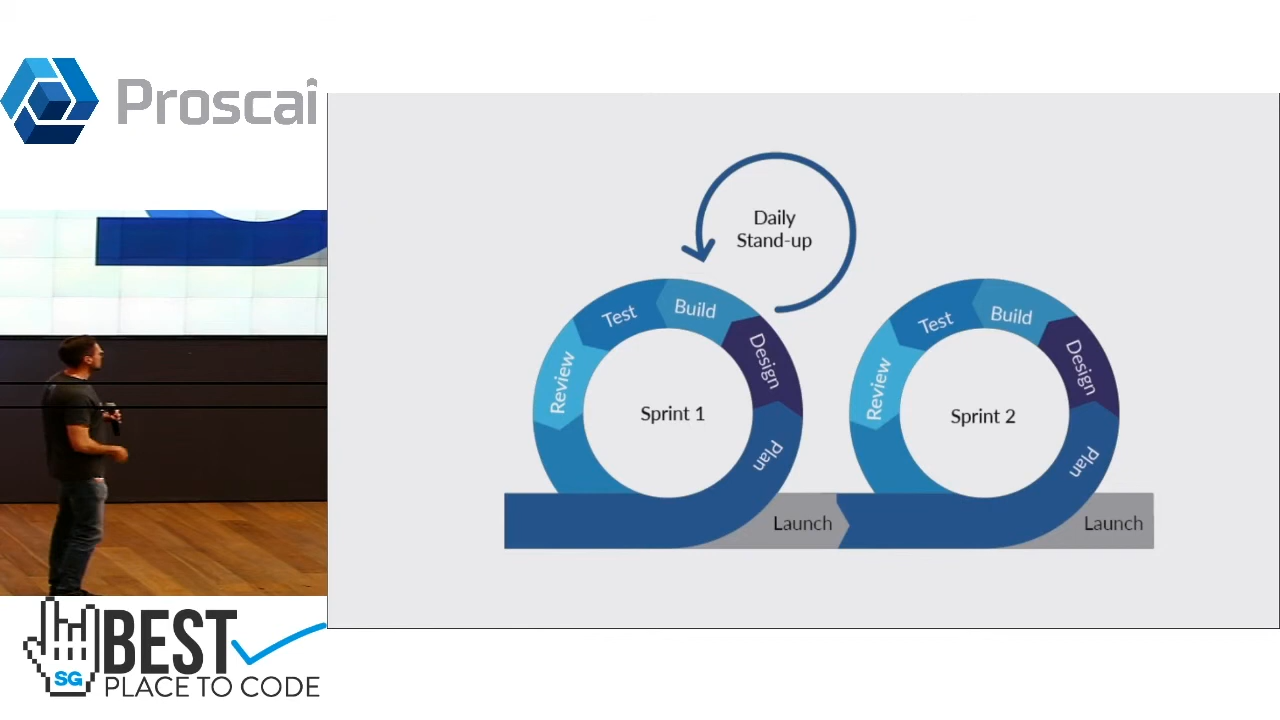 Proscai
Daily
Stand-up
Test
Build
Design
Review
Plan
Sprint 1
Launch
Test
Build
Design
Review
Plan
Sprint 2
Launch
SG
BEST
PLACE TO CODE